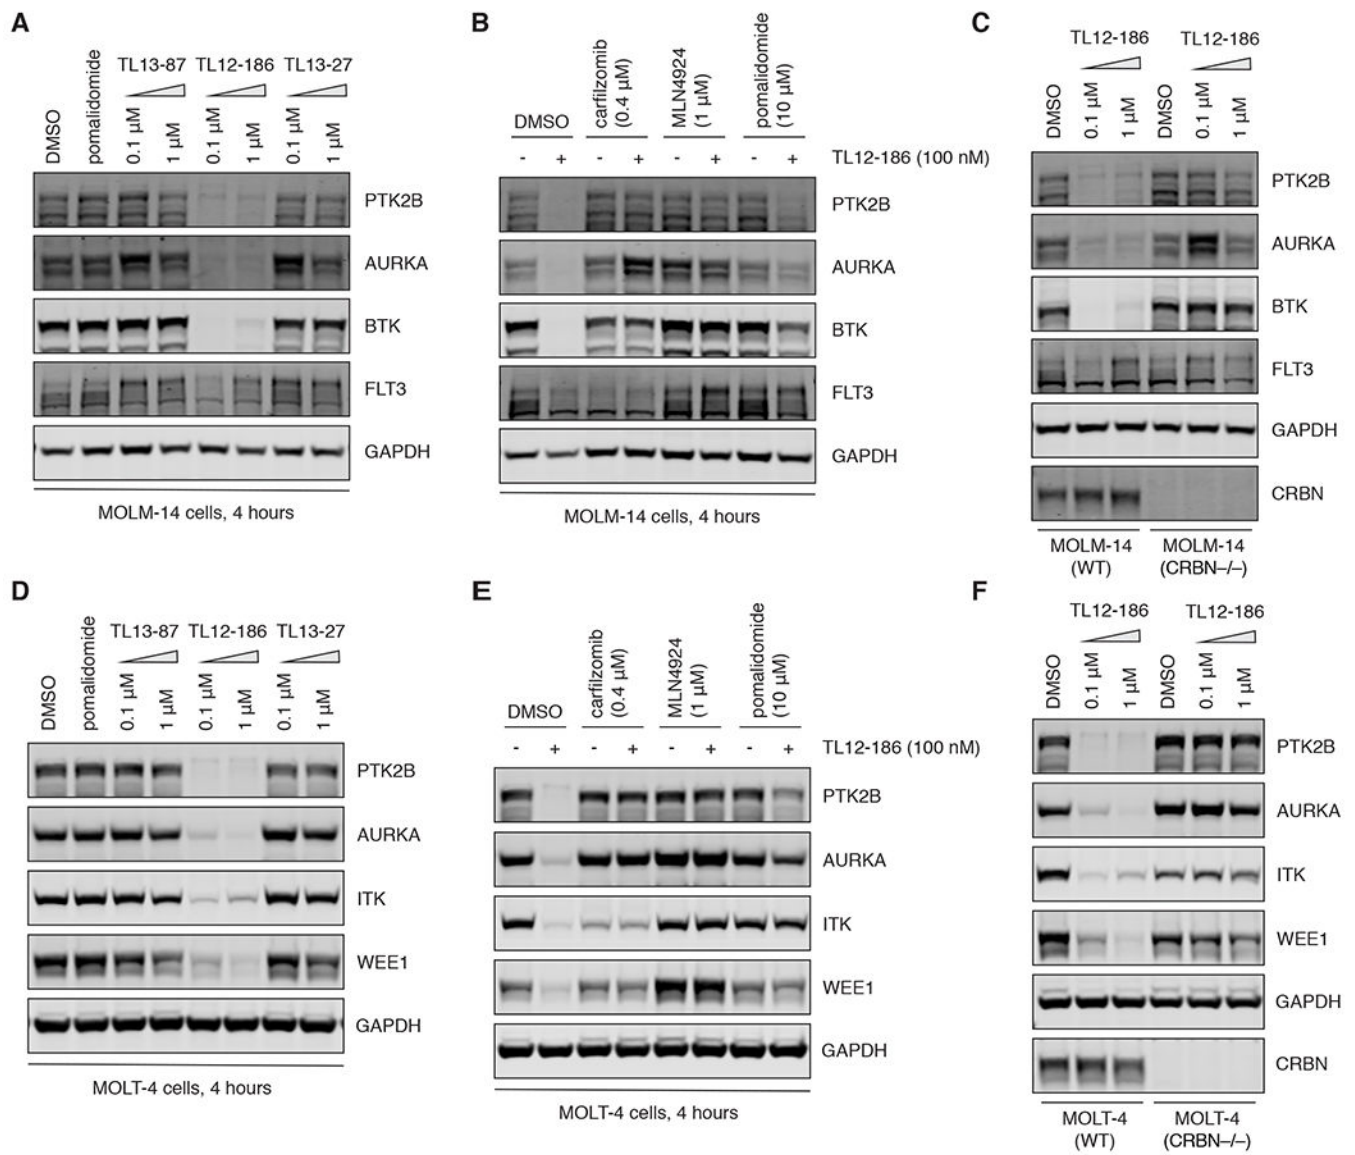 A
pomalidomide
DMSO
TL13-87 TL12-186 TL13-27
0.1 µM
1 µM
0.1 µM
1 µM
0.1 µM
1 µM
PTK2B
AURKA
BTK
FLT3
GAPDH
MOLM-14 cells, 4 hours
B
DMSO
carfilzomib
(0.4 µM)
MLN4924
(1 µM)
pomalidomide
(10 µM)
- + - + - + - + TL12-186 (100 nM)
PTK2B
AURKA
BTK
FLT3
GAPDH
MOLM-14 cells, 4 hours
C
TL12-186 TL12-186
DMSO
0.1 µM
1 µM
DMSO
0.1 µM
1 µM
PTK2B
AURKA
BTK
FLT3
GAPDH
CRBN
MOLM-14
(WT)
MOLM-14
(CRBN–/–)
D
DMSO
pomalidomide
TL13-87 TL12-186 TL13-27
0.1 µM
1 µM
0.1 µM
1 µM
0.1 µM
1 µM
PTK2B
AURKA
ITK
WEE1
GAPDH
MOLT-4 cells, 4 hours
E
DMSO
carfilzomib
(0.4 µM)
MLN4924
(1 µM)
pomalidomide
(10 µM)
- + - + - + - + TL12-186 (100 nM)
PTK2B
AURKA
ITK
WEE1
GAPDH
MOLT-4 cells, 4 hours
F
TL12-186 TL12-186
DMSO
0.1 µM
1 µM
DMSO
0.1 µM
1 µM
PTK2B
AURKA
ITK
WEE1
GAPDH
CRBN
MOLT-4
(WT)
MOLT-4
(CRBN–/–)